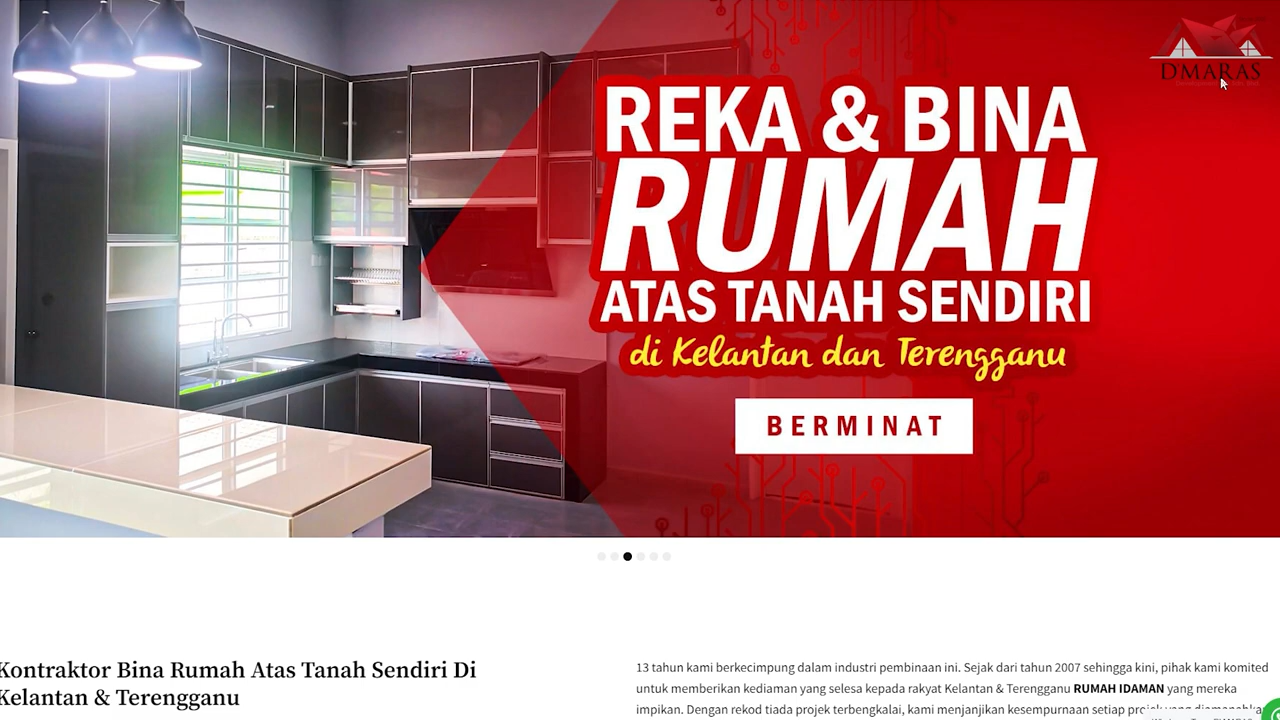 D'MARAS
REKA & BINA
RUMAH
ATAS TANAH SENDIRI
di Kelantan dan Terengganu
BERMINAT
Kontraktor Bina Rumah Atas Tanah Sendiri Di
Kelantan & Terengganu
13 tahun kami berkecimpung dalam industri pembinaan ini. Sejak dari tahun 2007 sehingga kini, pihak kami komited
untuk memberikan kediaman yang selesa kepada rakyat Kelantan & Terengganu RUMAH IDAMAN yang mereka
impikan. Dengan rekod tiada projek terbengkalai, kami menjanjikan kesempurnaan setiap projek yang